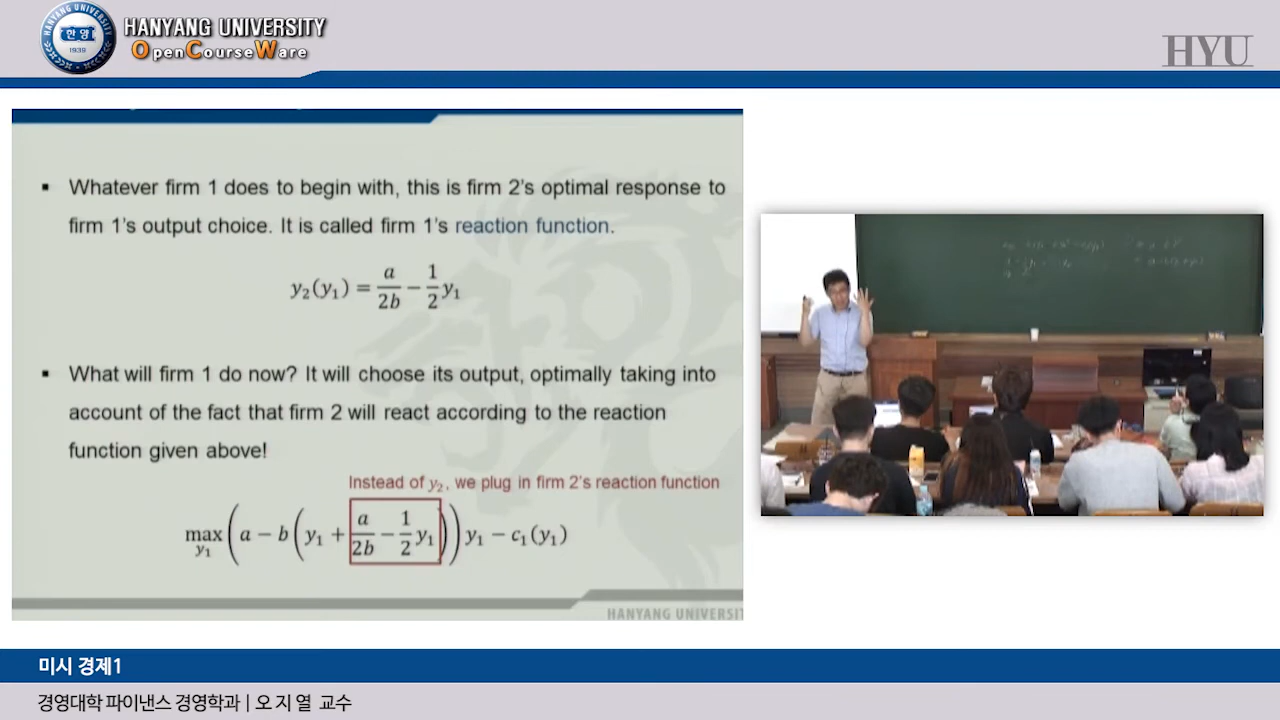 HANYANG UNIVERSITY
OpenCourseWare
한양
1939
HYU
▪ Whatever firm 1 does to begin with, this is firm 2's optimal response to
firm 1's output choice. It is called firm 1's reaction function.
y₂(y₁) = a/2b − 1/2 y₁
▪ What will firm 1 do now? It will choose its output, optimally taking into
account of the fact that firm 2 will react according to the reaction
function given above!
Instead of y₂, we plug in firm 2's reaction function
max y₁ (a − b(y₁ + a/2b − 1/2 y₁)) y₁ − c₁(y₁)
HANYANG UNIVERSIT
미시 경제1
경영대학 파이낸스 경영학과 | 오 지 열 교수